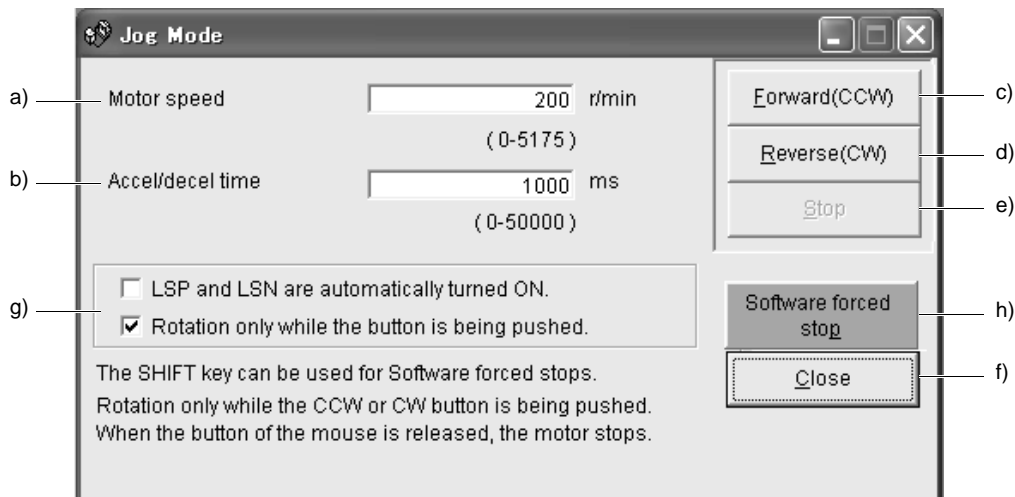 Jog Mode
a)
Motor speed
200 r/min
( 0-5175 )
b)
Accel/decel time
1000 ms
( 0-50000 )
Forward(CCW)
c)
Reverse(CW)
d)
Stop
e)
g)
LSP and LSN are automatically turned ON.
Rotation only while the button is being pushed.
Software forced
stop
h)
Close
f)
The SHIFT key can be used for Software forced stops.
Rotation only while the CCW or CW button is being pushed.
When the button of the mouse is released, the motor stops.